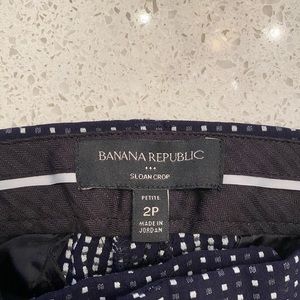 BANANA REPUBLIC
SLOAN CROP
PETITE
2P
MADE IN
JORDAN